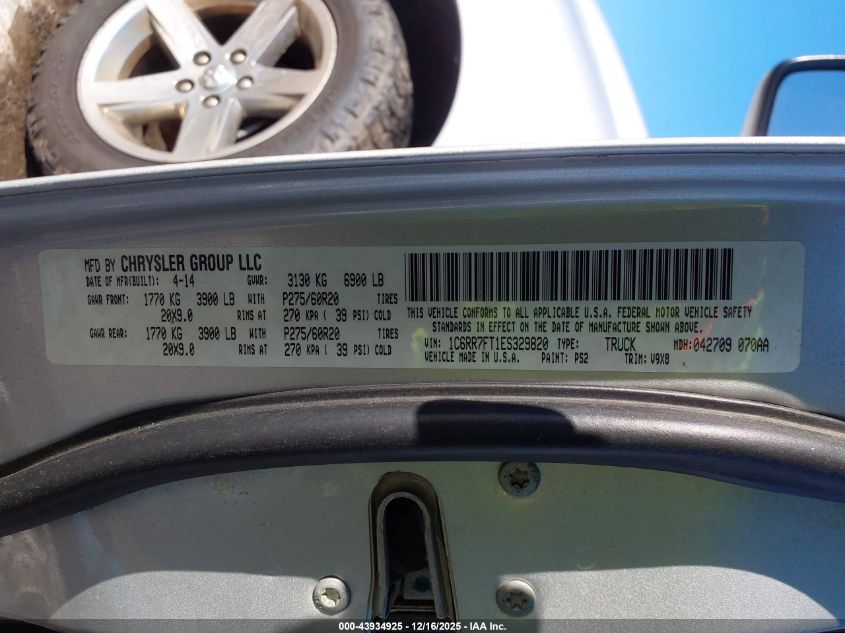 MFD BY CHRYSLER GROUP LLC
DATE OF MFR(BUILT): 4-14 GVWR: 3130 KG 6900 LB
GAWR FRONT: 1770 KG 3900 LB WITH P275/60R20 TIRES
20X9.0 RIMS AT 270 KPA ( 39 PSI) COLD
GAWR REAR: 1770 KG 3900 LB WITH P275/60R20 TIRES
20X9.0 RIMS AT 270 KPA ( 39 PSI) COLD
THIS VEHICLE CONFORMS TO ALL APPLICABLE U.S.A. FEDERAL MOTOR VEHICLE SAFETY
STANDARDS IN EFFECT ON THE DATE OF MANUFACTURE SHOWN ABOVE.
VIN: 1C6RR7FT1ES329820 TYPE: TRUCK MDH:042709 070AA
VEHICLE MADE IN U.S.A. PAINT: PS2 TRIM: V9X8
000-43934925 - 12/16/2025 - IAA Inc.